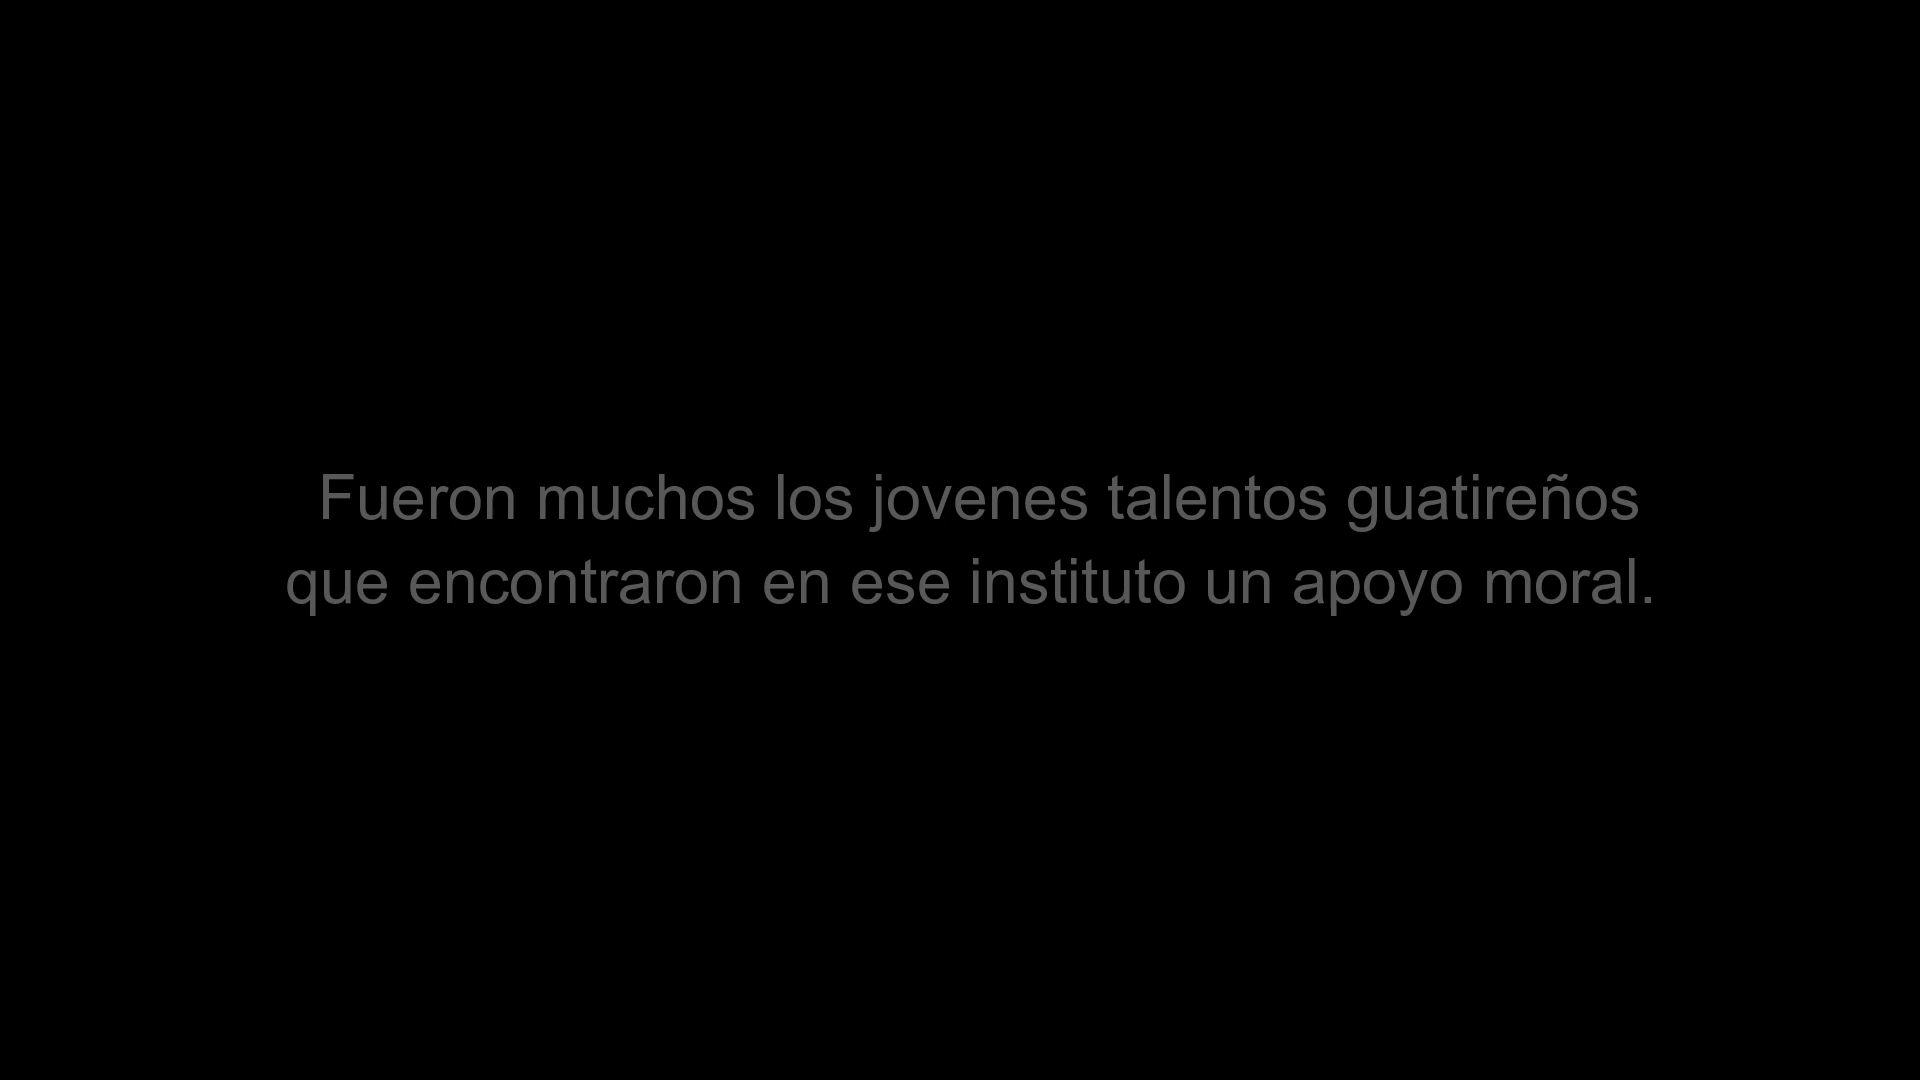 Fueron muchos los jovenes talentos guatireños
que encontraron en ese instituto un apoyo moral.